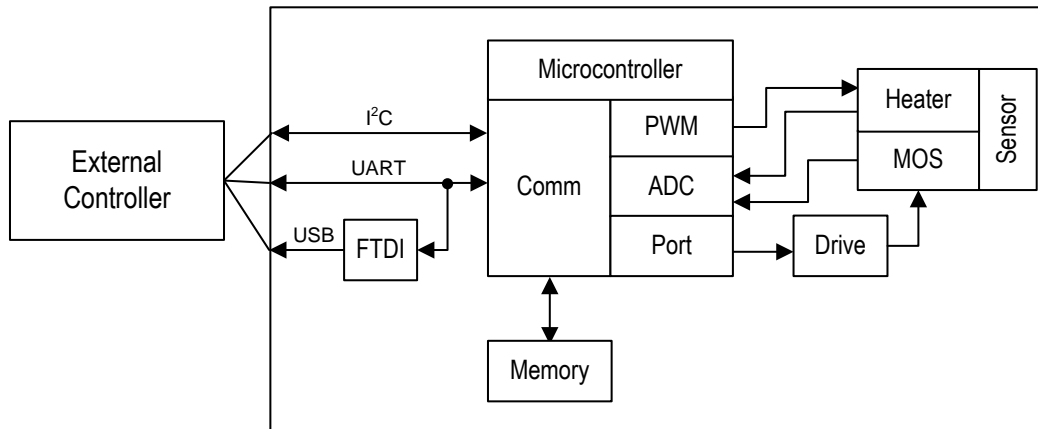 Microcontroller
I²C
PWM
Heater
Sensor
External
Controller
UART
Comm
ADC
MOS
USB
FTDI
Port
Drive
Memory